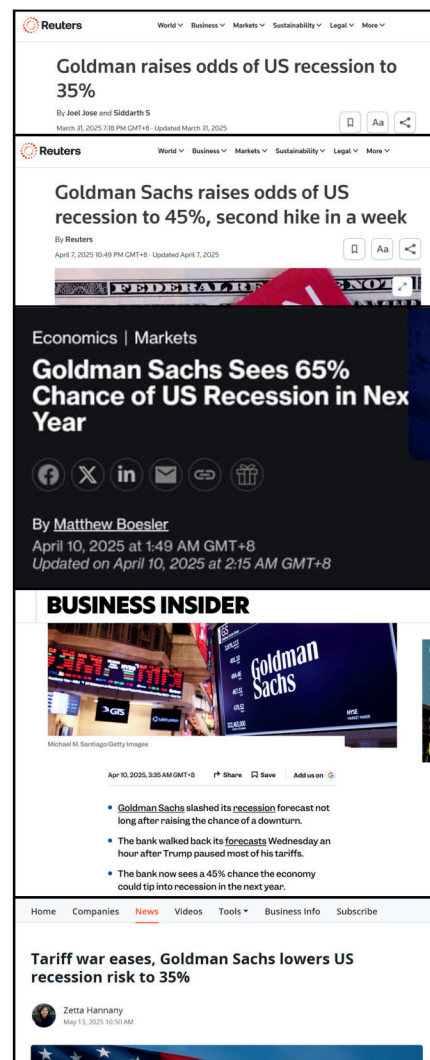 Reuters
World Business Markets Sustainability Legal More
Goldman raises odds of US recession to
35%
By Joel Jose and Siddarth S
March 31, 2025 7:18 PM GMT+8 · Updated March 31, 2025
Aa
Reuters
World Business Markets Sustainability Legal More
Goldman Sachs raises odds of US
recession to 45%, second hike in a week
By Reuters
April 7, 2025 10:49 PM GMT+8 · Updated April 7, 2025
Aa
FEDERAL RE NOT
Economics | Markets
Goldman Sachs Sees 65%
Chance of US Recession in Nex
Year
By Matthew Boesler
April 10, 2025 at 1:49 AM GMT+8
Updated on April 10, 2025 at 2:15 AM GMT+8
BUSINESS INSIDER
GS
Goldman
Sachs
GTS
NYSE
Michael M. Santiago/Getty Images
Apr 10, 2025, 3:35 AM GMT+8 Share Save Add us on G
Goldman Sachs slashed its recession forecast not
long after raising the chance of a downturn.
The bank walked back its forecasts Wednesday an
hour after Trump paused most of his tariffs.
The bank now sees a 45% chance the economy
could tip into recession in the next year.
Home Companies News Videos Tools Business Info Subscribe
Tariff war eases, Goldman Sachs lowers US
recession risk to 35%
Zetta Hannany
May 13, 2025 10:50 AM